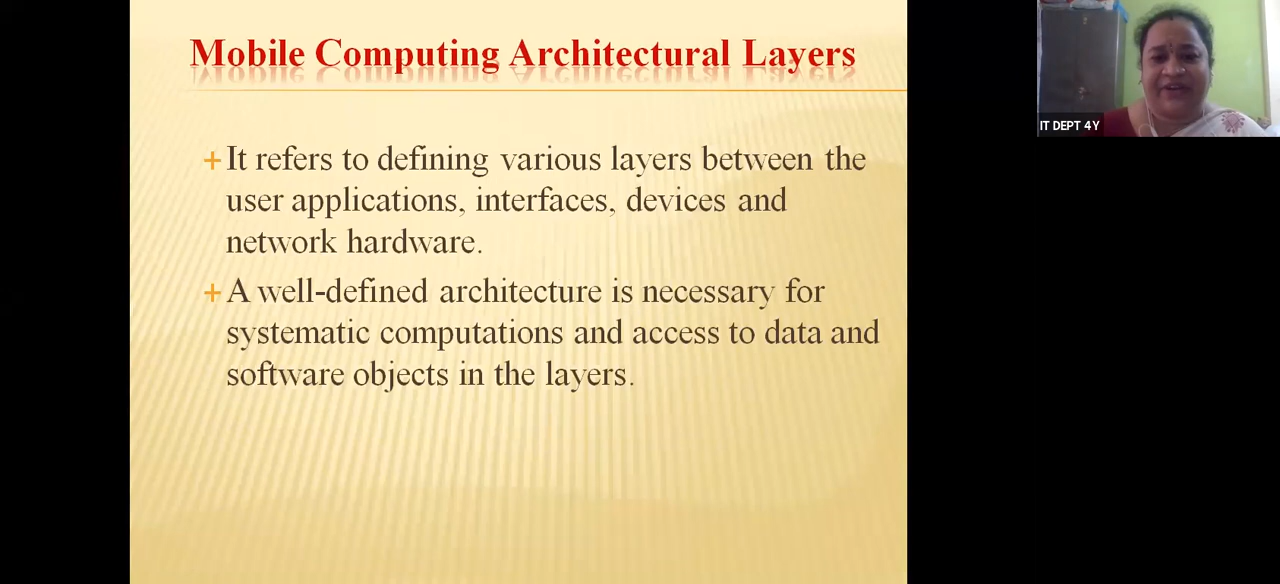 Mobile Computing Architectural Layers
It refers to defining various layers between the
user applications, interfaces, devices and
network hardware.
A well-defined architecture is necessary for
systematic computations and access to data and
software objects in the layers.
IT DEPT 4Y